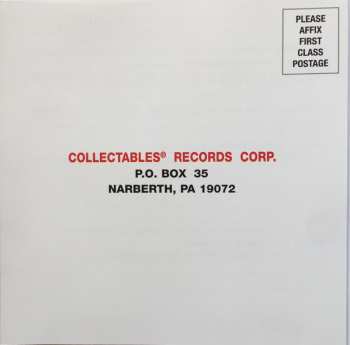 PLEASE
AFFIX
FIRST
CLASS
POSTAGE
COLLECTABLES® RECORDS CORP.
P.O. BOX 35
NARBERTH, PA 19072